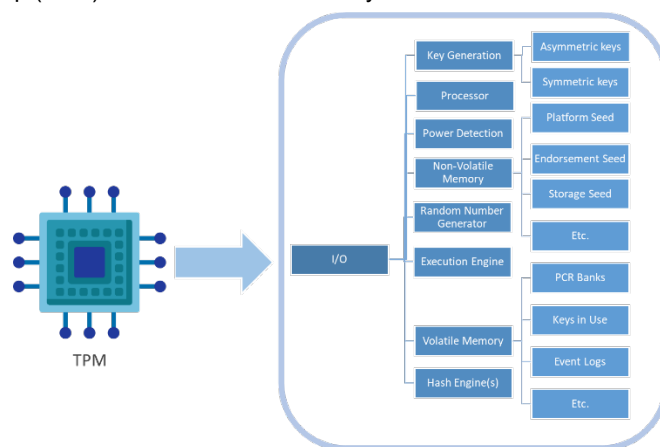 Key Generation
Asymmetric keys
Symmetric keys
Processor
Power Detection
Non-Volatile
Memory
Platform Seed
Endorsement Seed
Storage Seed
Etc.
Random Number
Generator
I/O
Execution Engine
Volatile Memory
PCR Banks
Keys in Use
Event Logs
Etc.
Hash Engine(s)
TPM